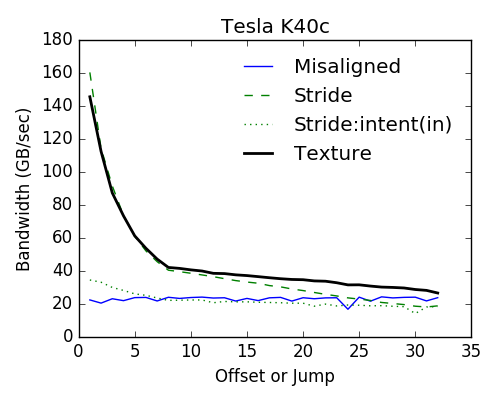 Tesla K40c
180
160
140
120
100
80
60
40
20
0
Bandwidth (GB/sec)
Misaligned
Stride
Stride:intent(in)
Texture
0 5 10 15 20 25 30 35
Offset or Jump